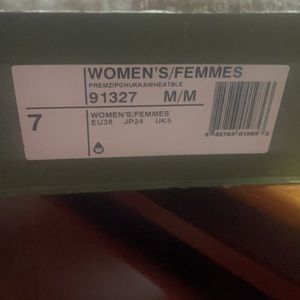 WOMEN'S/FEMMES
PREMZIPCHUKKAWHEATBLE
91327 M/M
7
WOMEN'S/FEMMES
EU38 JP24 UK5
W